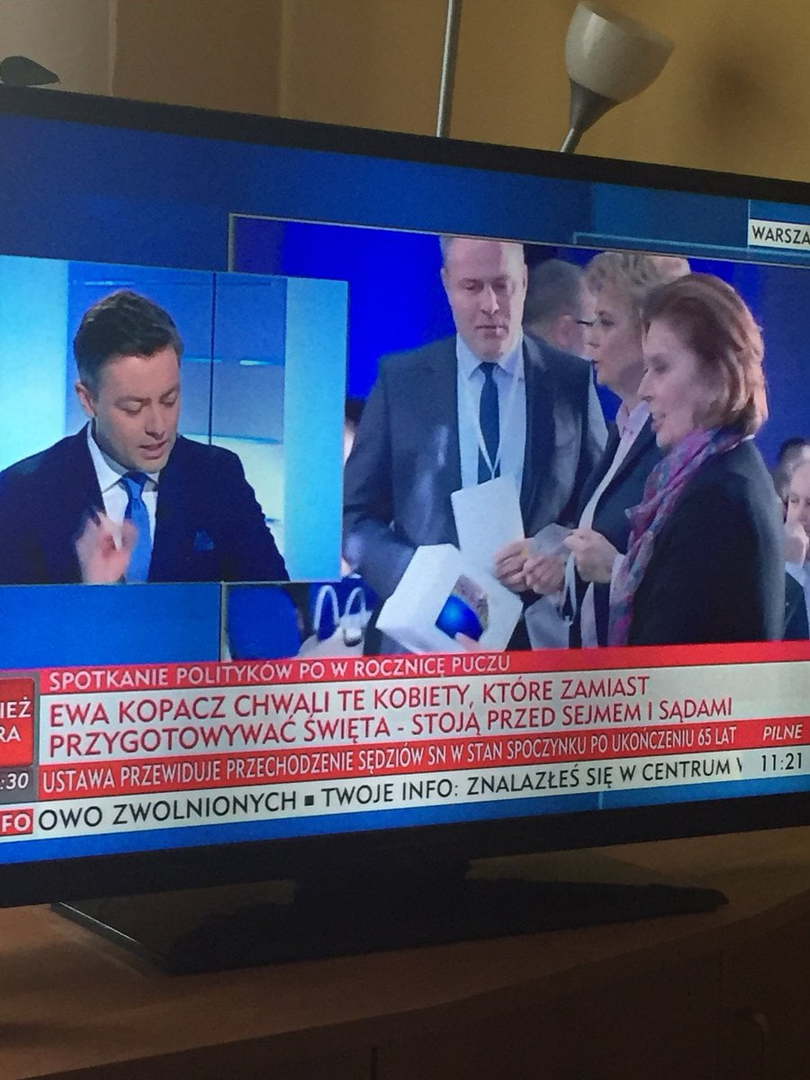 WARSZA
SPOTKANIE POLITYKÓW PO W ROCZNICĘ PUCZU
EWA KOPACZ CHWALI TE KOBIETY, KTÓRE ZAMIAST
PRZYGOTOWYWAĆ ŚWIĘTA - STOJĄ PRZED SEJMEM I SĄDAMI
IEŻ
RA
:30
USTAWA PRZEWIDUJE PRZECHODZENIE SĘDZIÓW SN W STAN SPOCZYNKU PO UKOŃCZENIU 65 LAT
PILNE
FO OWO ZWOLNIONYCH ■ TWOJE INFO: ZNALAZŁEŚ SIĘ W CENTRUM
11:21